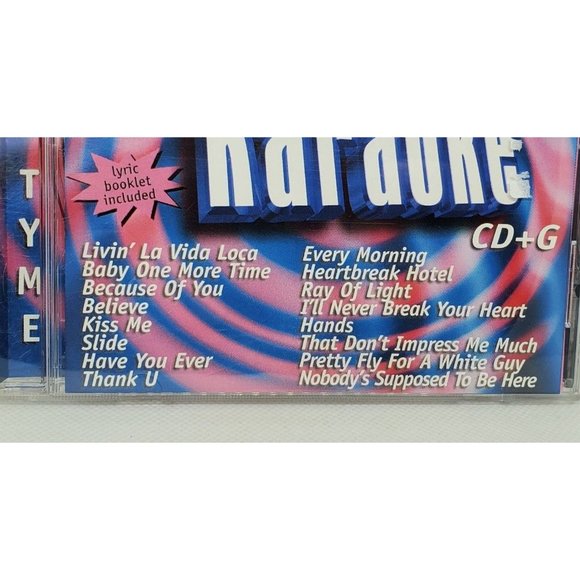 Karaoke
lyric
booklet
included
TYME
CD+G
Livin' La Vida Loca
Baby One More Time
Because Of You
Believe
Kiss Me
Slide
Have You Ever
Thank U
Every Morning
Heartbreak Hotel
Ray Of Light
I'll Never Break Your Heart
Hands
That Don't Impress Me Much
Pretty Fly For A White Guy
Nobody's Supposed To Be Here